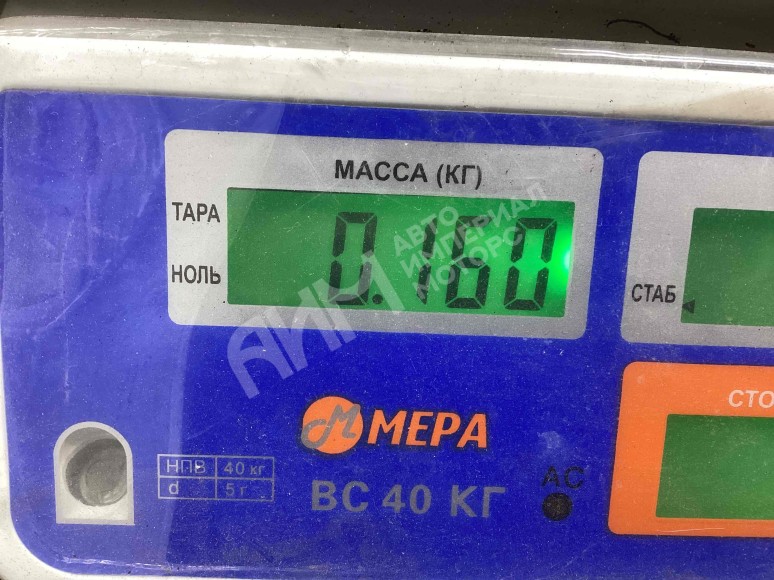 МАССА (КГ)
ТАРА
0.160
НОЛЬ
СТАБ
АИМ
АВТО
ИМПЕРИАЛ
МОТОРС
СТО
МЕРА
НПВ 40 кг
d 5 г
ВС 40 КГ
АС